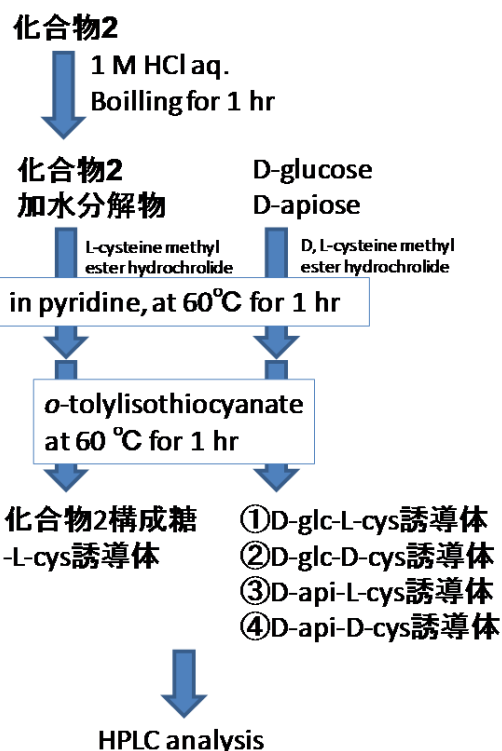 化合物2
1 M HCl aq.
Boilling for 1 hr
化合物2
加水分解物
D-glucose
D-apiose
L-cysteine methyl
ester hydrochrolide
D, L-cysteine methyl
ester hydrochrolide
in pyridine, at 60℃ for 1 hr
o-tolylisothiocyanate
at 60 ℃ for 1 hr
化合物2構成糖
-L-cys誘導体
①D-glc-L-cys誘導体
②D-glc-D-cys誘導体
③D-api-L-cys誘導体
④D-api-D-cys誘導体
HPLC analysis